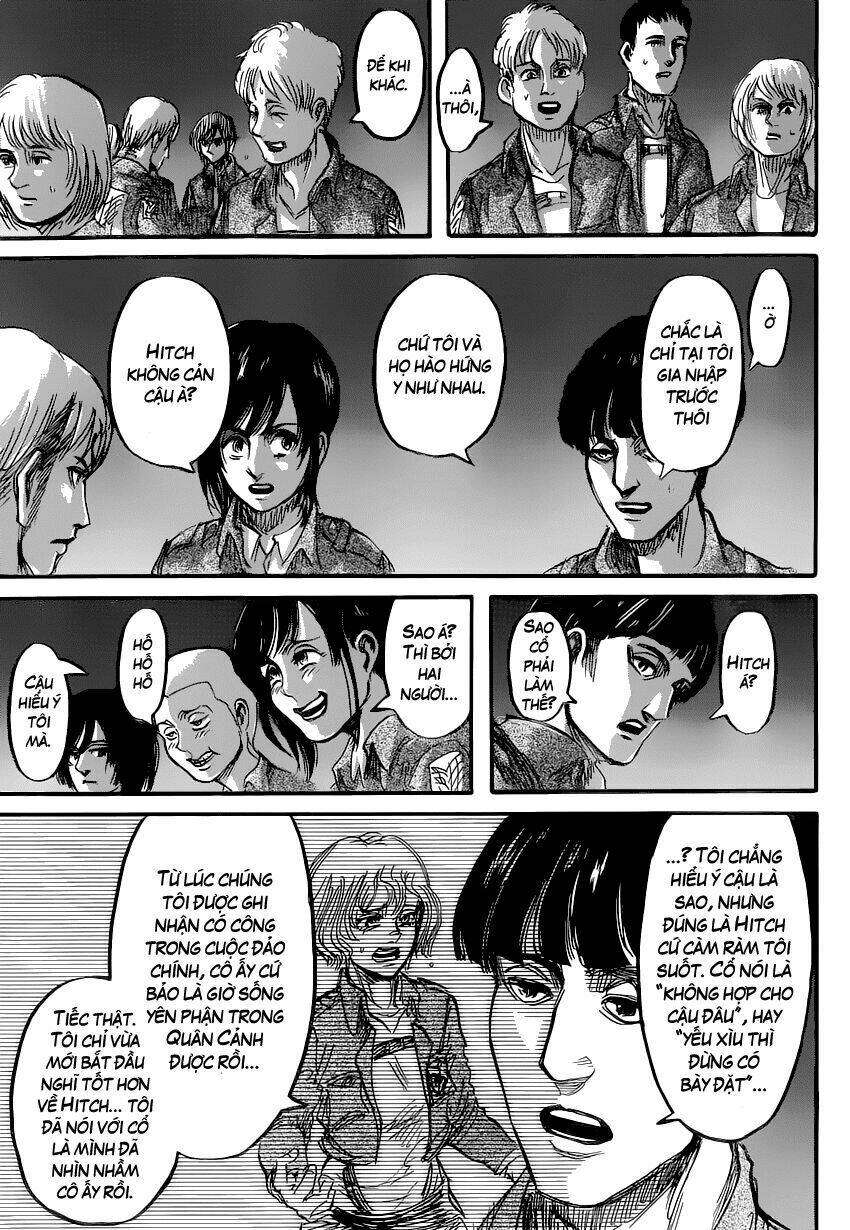 ...À
THÔI,
ĐỂ KHI
KHÁC.
...
Ờ
CHẮC LÀ
CHỈ TẠI TÔI
GIA NHẬP
TRƯỚC
THÔI
CHỨ TÔI VÀ
HỌ HÀO HỨNG
Y NHƯ NHAU.
HITCH
KHÔNG CẢN
CẬU À?
HITCH
Á?
SAO
CỔ
PHẢI
LÀM
THẾ?
SAO Á?
THÌ BỞI
HAI
NGƯỜI...
HỐ
HỐ
HỐ
CẬU
HIỂU Ý
TÔI
MÀ.
...? TÔI CHẲNG
HIỂU Ý CẬU LÀ
SAO, NHƯNG
ĐÚNG LÀ HITCH
CỨ CÀM RÀM TÔI
SUỐT. CỔ NÓI LÀ
"KHÔNG HỢP CHO
CẬU ĐÂU", HAY
"YẾU XÌU THÌ
ĐỪNG CÓ
BÀY ĐẶT"...
TỪ LÚC CHÚNG
TÔI ĐƯỢC GHI
NHẬN CÓ CÔNG
TRONG CUỘC ĐẢO
CHÍNH, CÔ ẤY CỨ
BẢO LÀ GIỜ SỐNG
YÊN PHẬN TRONG
QUÂN CẢNH
ĐƯỢC RỒI...
TIẾC THẬT.
TÔI CHỈ VỪA
MỚI BẮT ĐẦU
NGHĨ TỐT HƠN
VỀ HITCH... TÔI
ĐÃ NÓI VỚI CỔ
LÀ MÌNH ĐÃ
NHÌN NHẦM
CÔ ẤY RỒI.